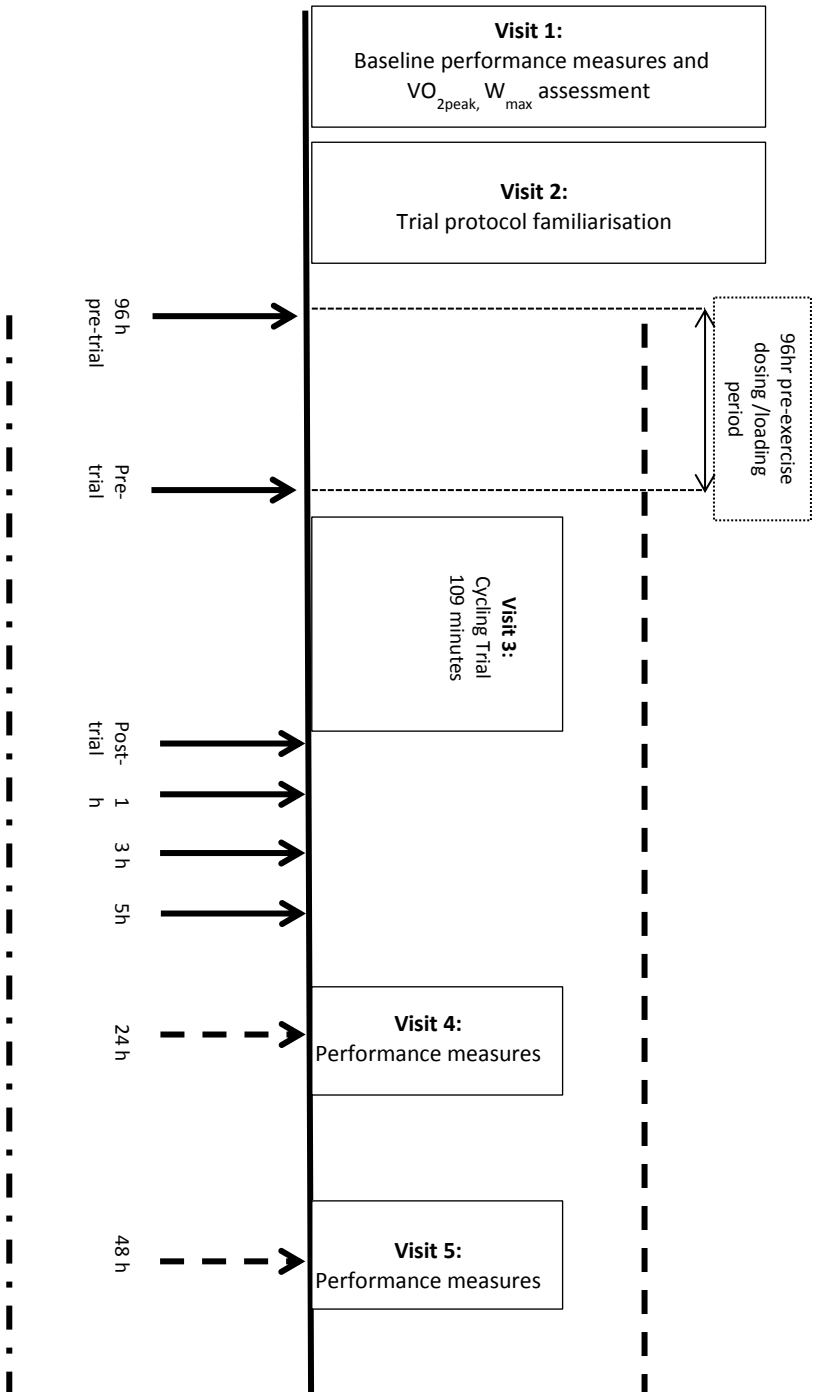 Visit 1:
Baseline performance measures and
VO2peak, Wmax assessment
Visit 2:
Trial protocol familiarisation
96hr pre-exercise
dosing /loading
period
96 h
pre-trial
Pre-
trial
Visit 3:
Cycling Trial
109 minutes
Post-
trial
1
h
3 h
5h
Visit 4:
Performance measures
24 h
Visit 5:
Performance measures
48 h